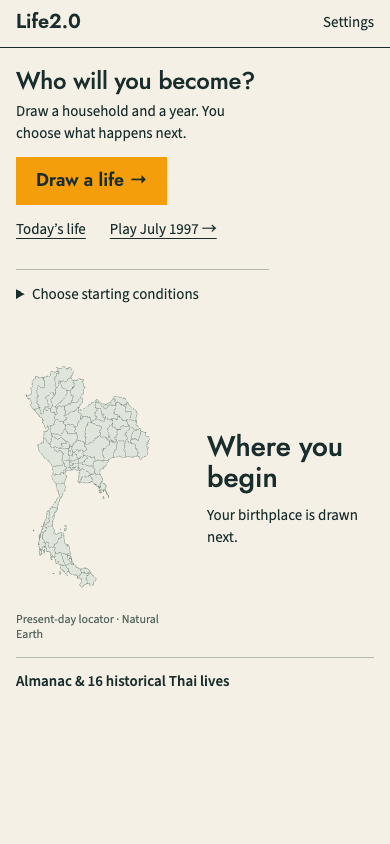 Life2.0
Settings
Who will you become?
Draw a household and a year. You
choose what happens next.
Draw a life →
Today’s life
Play July 1997 →
Choose starting conditions
Where you
begin
Your birthplace is drawn
next.
Present-day locator · Natural
Earth
Almanac & 16 historical Thai lives